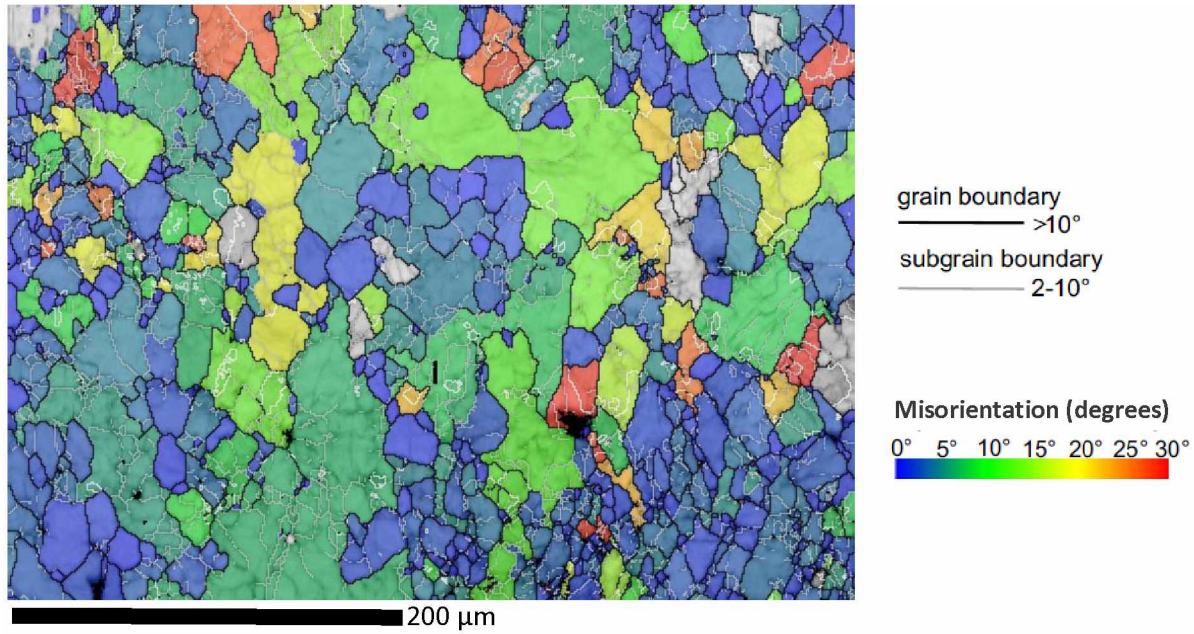 grain boundary
>10°
subgrain boundary
2-10°
Misorientation (degrees)
0° 5° 10° 15° 20° 25° 30°
200 µm